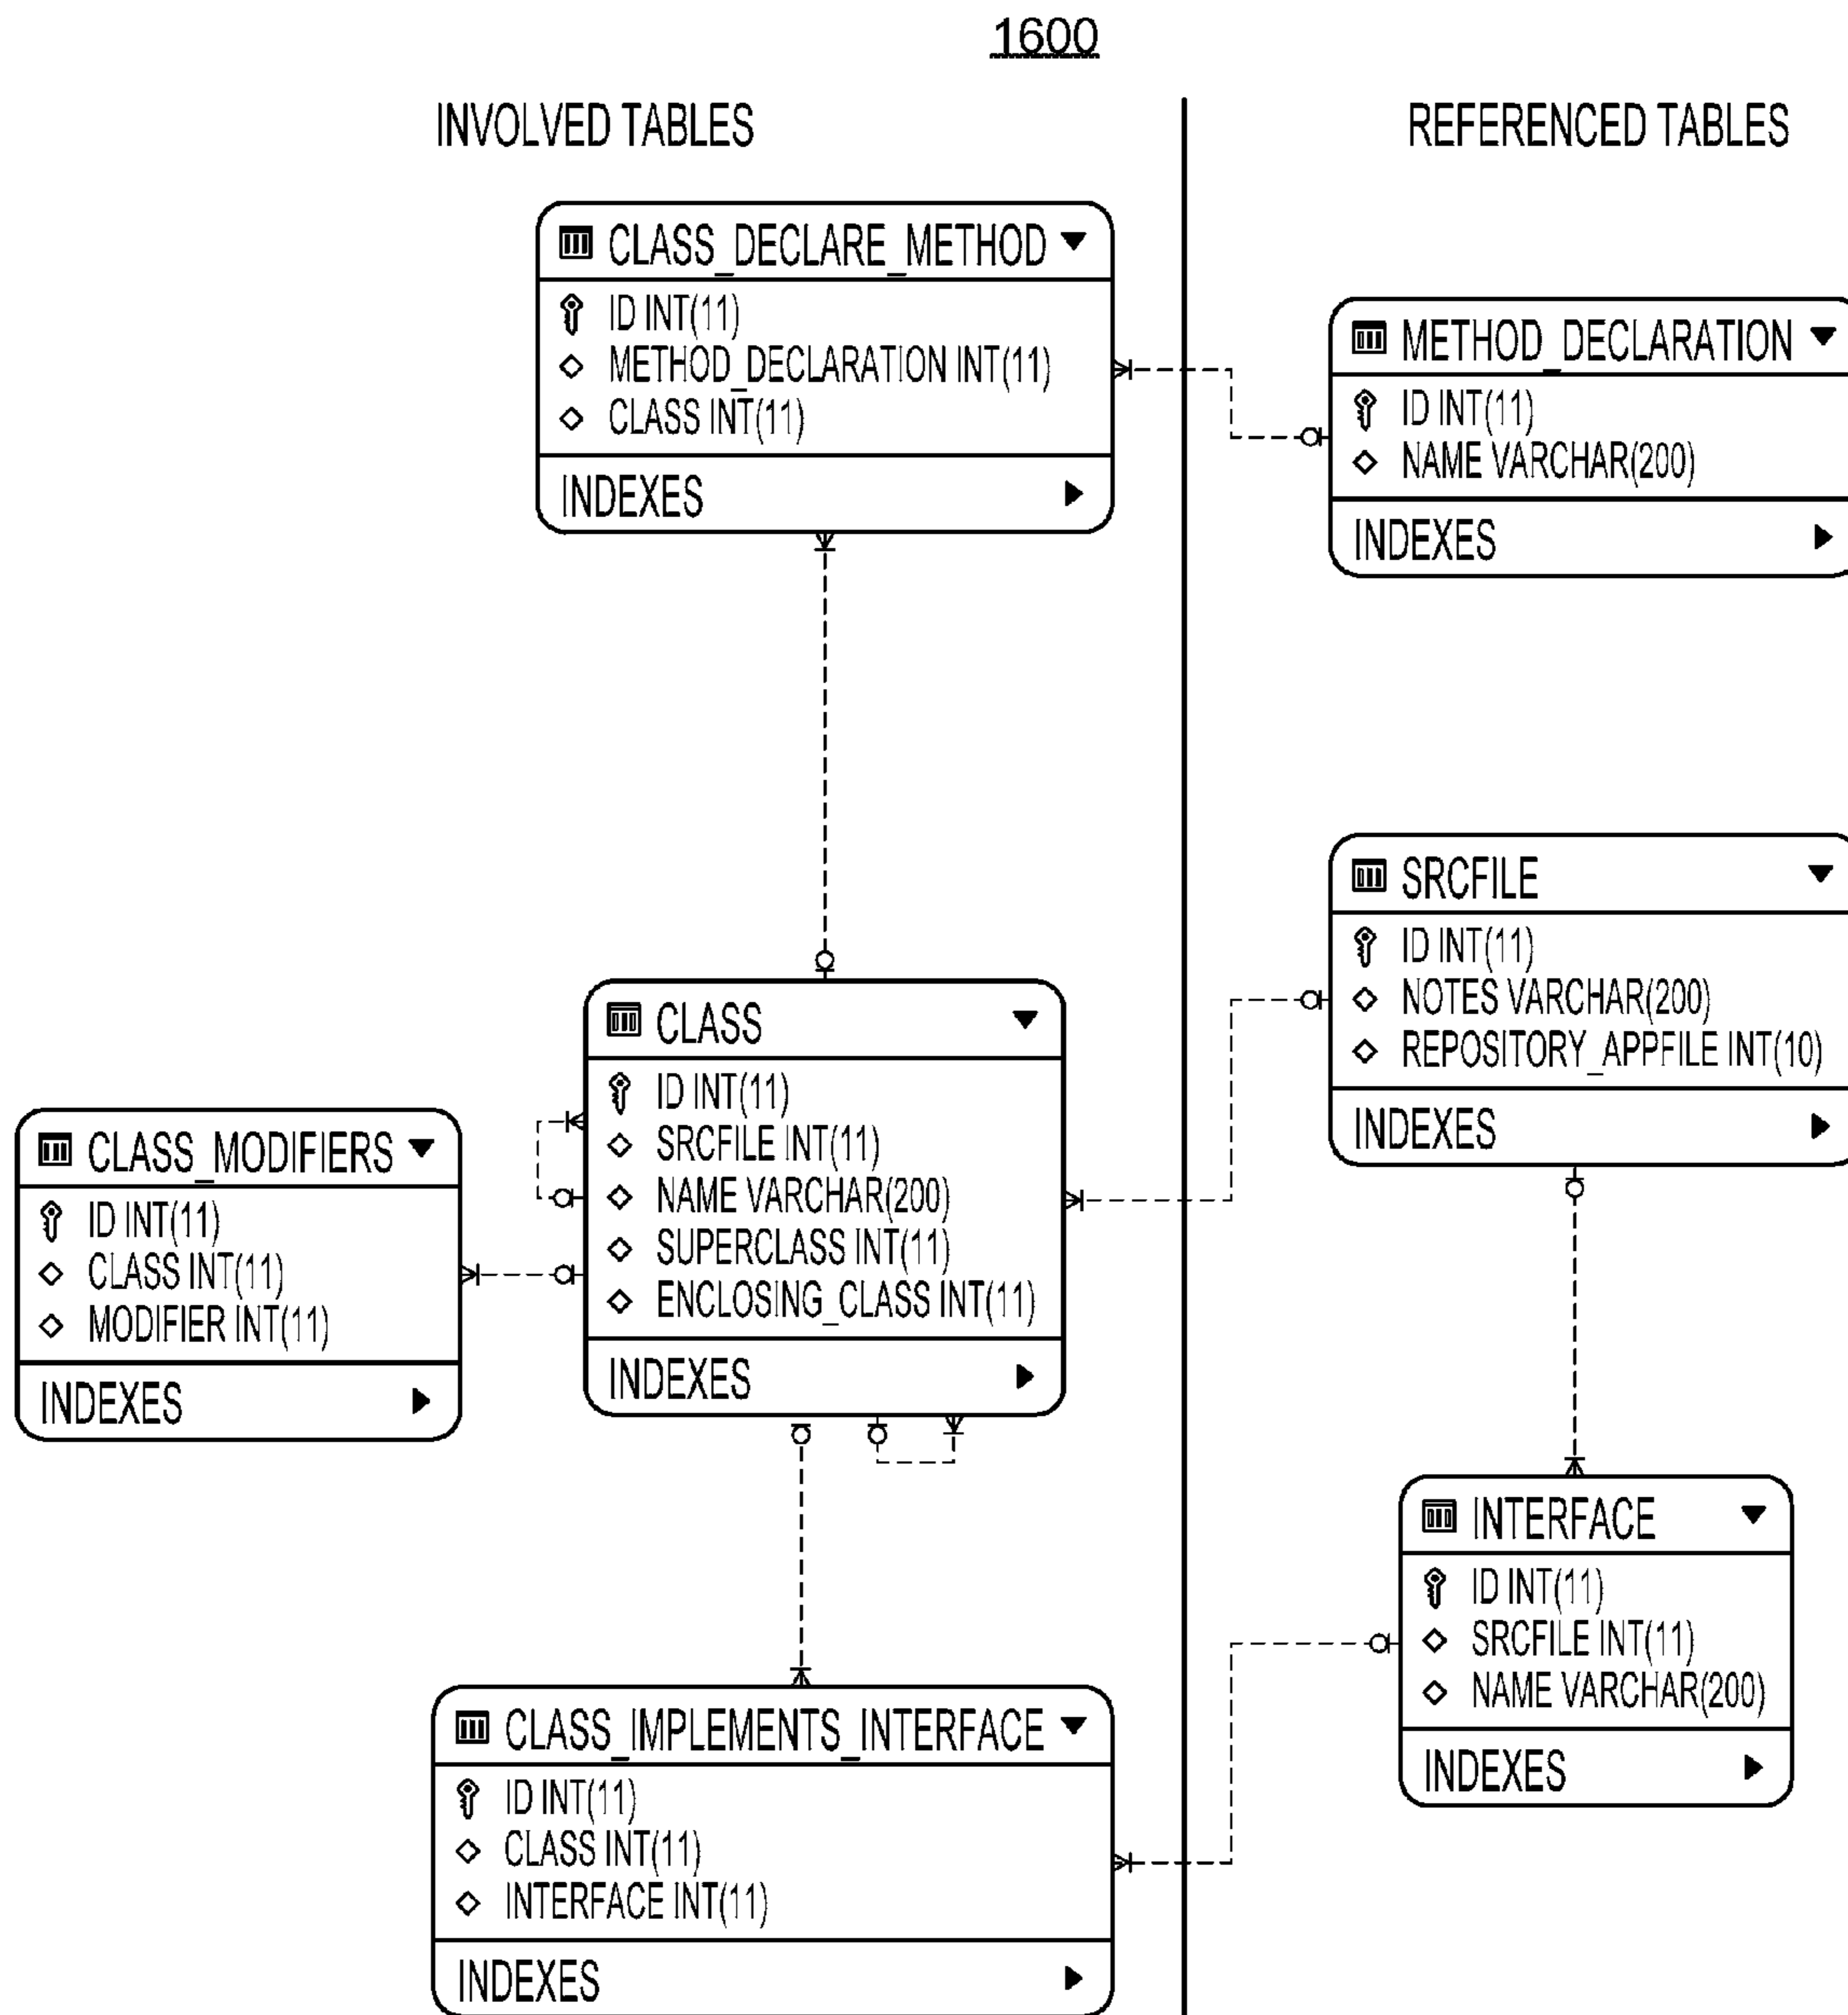 1600
INVOLVED TABLES
REFERENCED TABLES
CLASS_DECLARE_METHOD
ID INT(11)
METHOD_DECLARATION INT(11)
CLASS INT(11)
INDEXES
METHOD_DECLARATION
ID INT(11)
NAME VARCHAR(200)
INDEXES
SRCFILE
ID INT(11)
NOTES VARCHAR(200)
REPOSITORY_APPFILE INT(10)
INDEXES
CLASS
ID INT(11)
SRCFILE INT(11)
NAME VARCHAR(200)
SUPERCLASS INT(11)
ENCLOSING_CLASS INT(11)
INDEXES
CLASS_MODIFIERS
ID INT(11)
CLASS INT(11)
MODIFIER INT(11)
INDEXES
INTERFACE
ID INT(11)
SRCFILE INT(11)
NAME VARCHAR(200)
INDEXES
CLASS_IMPLEMENTS_INTERFACE
ID INT(11)
CLASS INT(11)
INTERFACE INT(11)
INDEXES